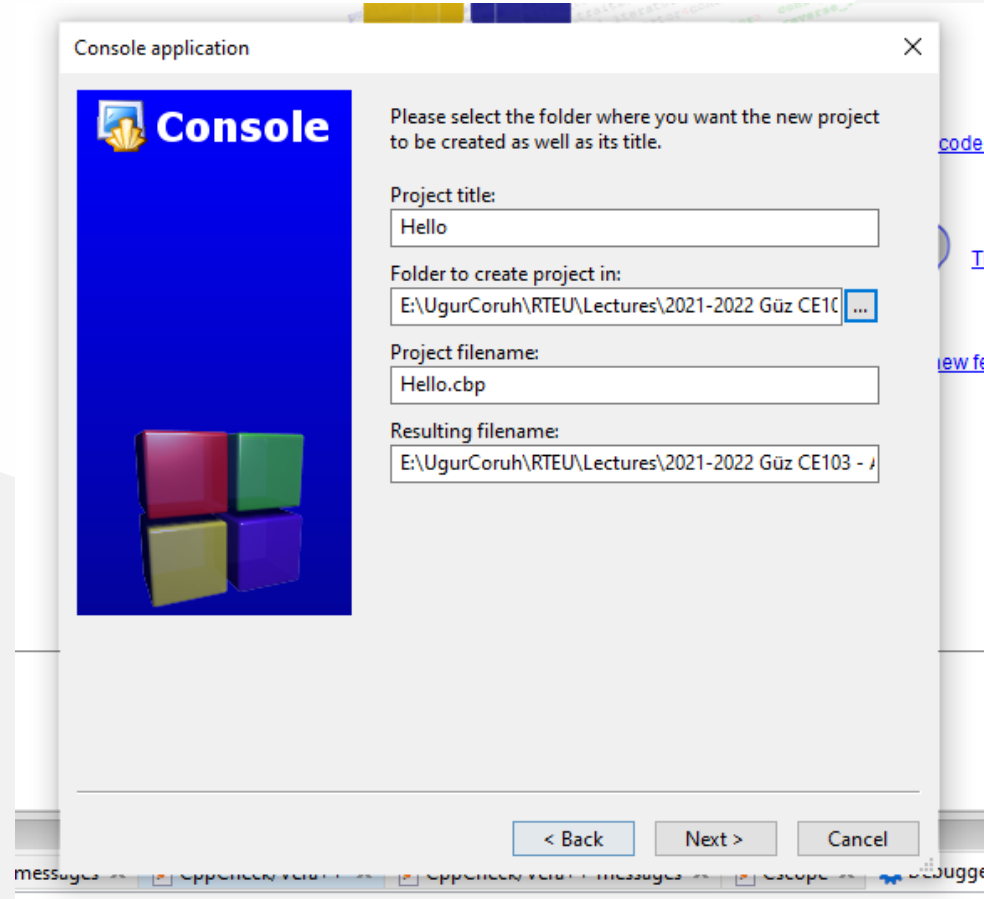 Console application
Console
Please select the folder where you want the new project
to be created as well as its title.
Project title:
Hello
Folder to create project in:
E:\UgurCoruh\RTEU\Lectures\2021-2022 Güz CE10
...
Project filename:
Hello.cbp
Resulting filename:
E:\UgurCoruh\RTEU\Lectures\2021-2022 Güz CE103 - A
< Back
Next >
Cancel
code
new fe
messages
CppCheck/Vera++
CppCheck/Vera++ messages
Cscope
Debugge